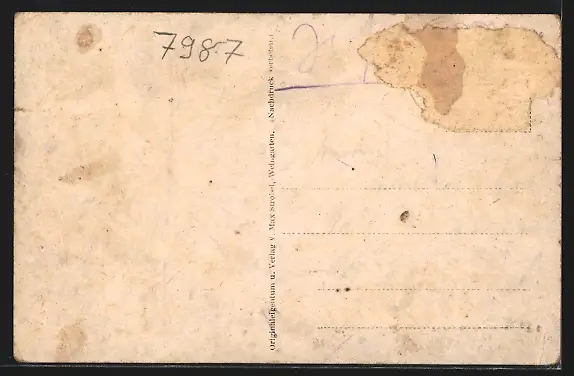 7987
Originaleigentum u. Verlag v. Max Strobel, Weingarten. Nachdruck verboten.